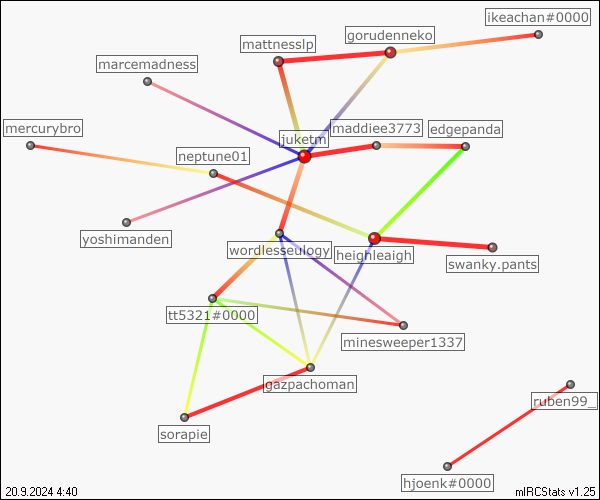 ikeachan#0000
gorudenneko
mattnesslp
marcemadness
mercurybro
juketm
maddiee3773
edgepanda
neptune01
yoshimanden
wordlesseulogy
heighleaigh
swanky.pants
tt5321#0000
minesweeper1337
gazpachoman
ruben99_
sorapie
hjoenk#0000
20.9.2024 4:40
mIRCStats v1.25